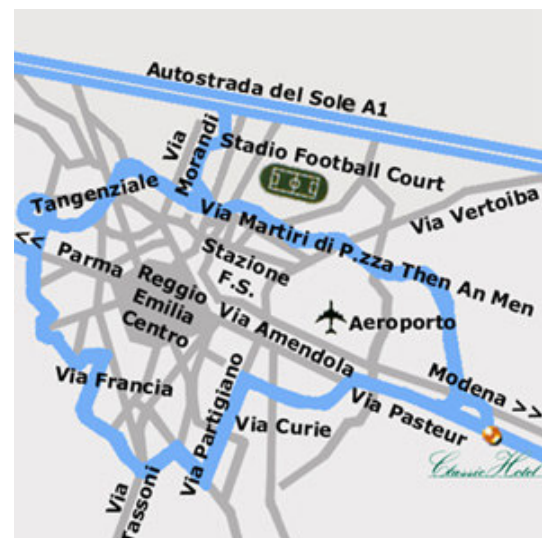 Autostrada del Sole A1
Via
Morandi
Stadio Football Court
Tangenziale
Via Martiri di P.zza Then An Men
Via Vertoiba
<< Parma
Stazione
F.S.
Reggio
Emilia
Centro
Via Amendola
Aeroporto
Modena >>
Via Francia
Via Partigiano
Via Curie
Via Pasteur
Classic Hotel
Via
Tassoni